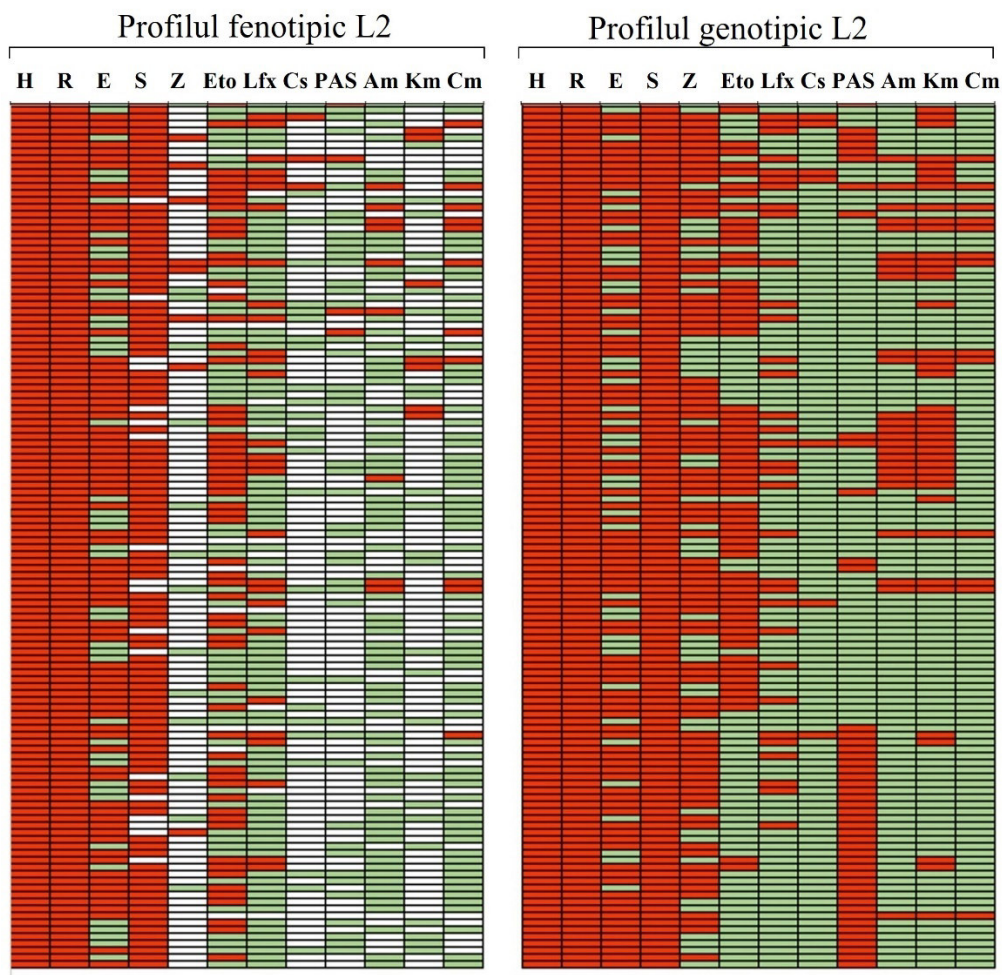 Profilul fenotipic L2
Profilul genotipic L2
H R E S Z Eto Lfx Cs PAS Am Km Cm
H R E S Z Eto Lfx Cs PAS Am Km Cm